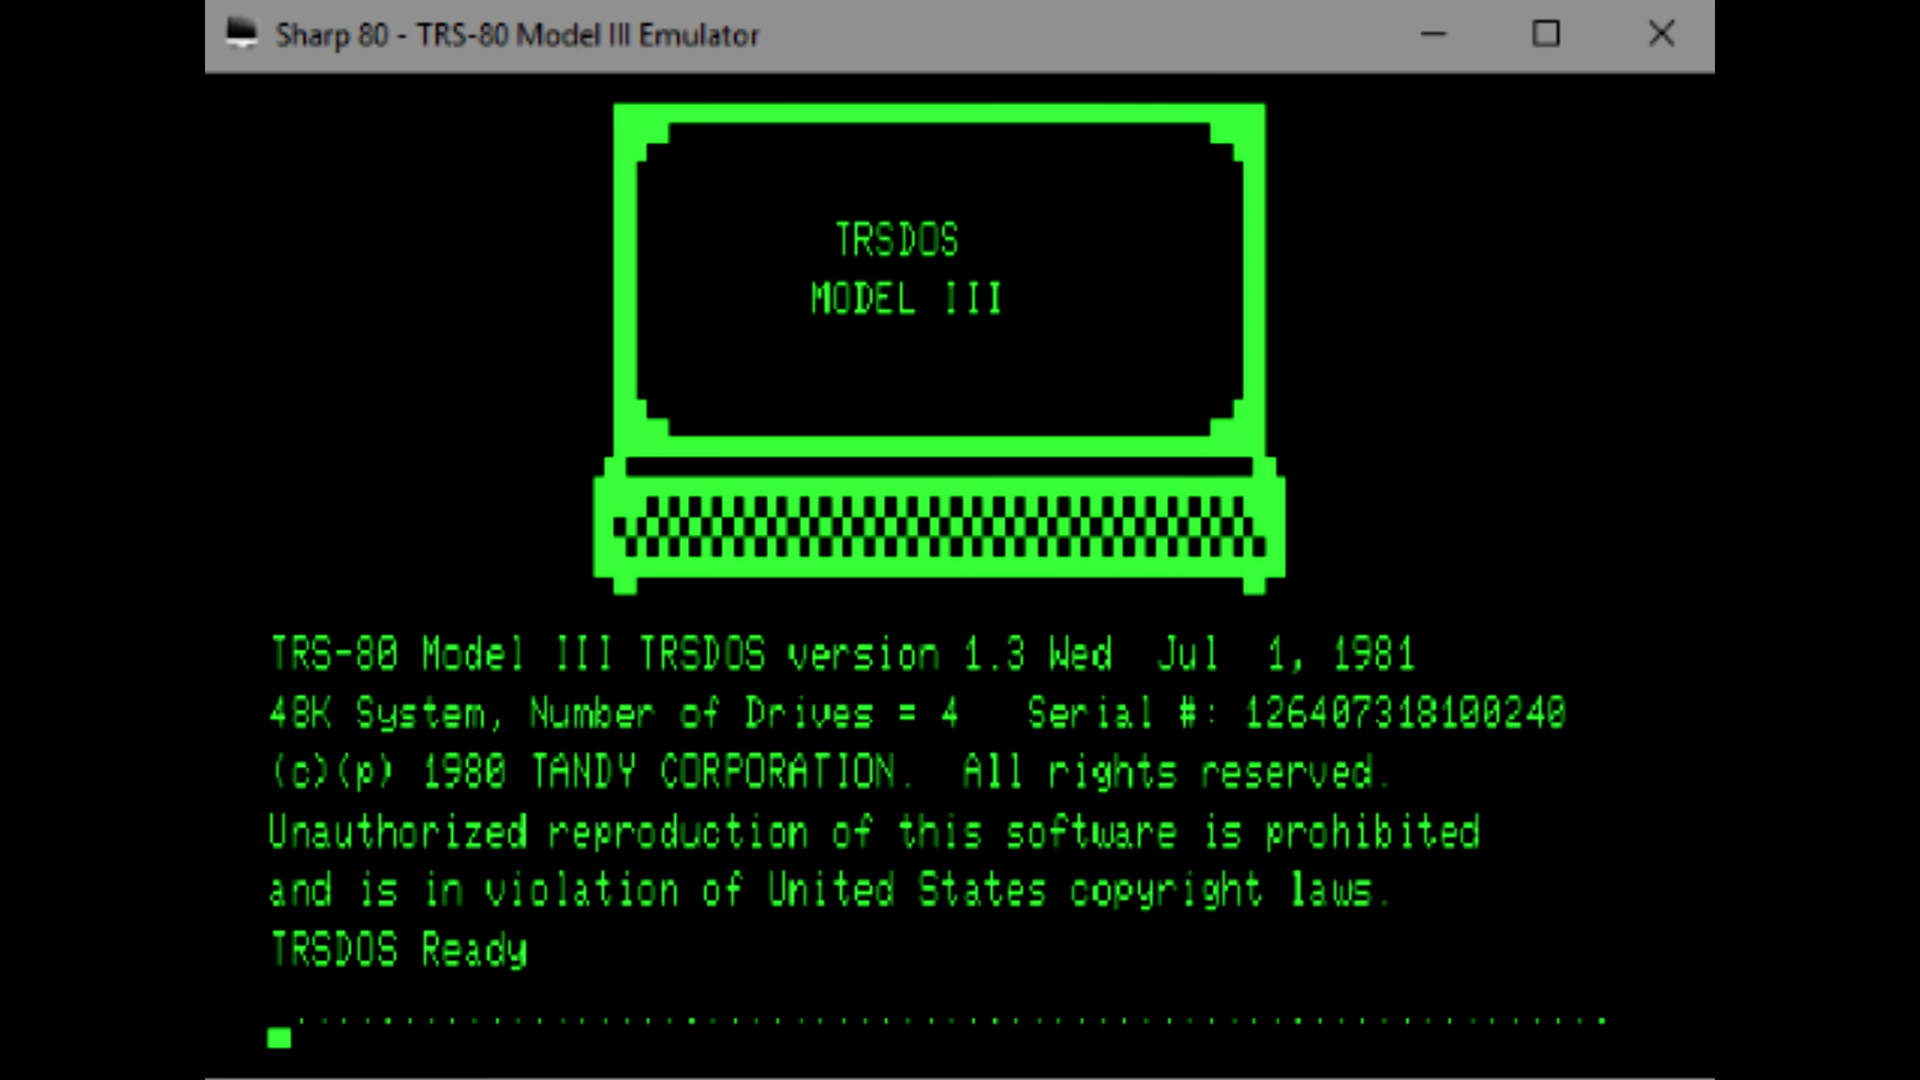 Sharp 80 - TRS-80 Model III Emulator
TRSDOS
MODEL III
TRS-80 Model III TRSDOS version 1.3 Wed  Jul  1, 1981
48K System, Number of Drives = 4   Serial #: 126407318100240
(c)(p) 1980 TANDY CORPORATION.  All rights reserved.
Unauthorized reproduction of this software is prohibited
and is in violation of United States copyright laws.
TRSDOS Ready